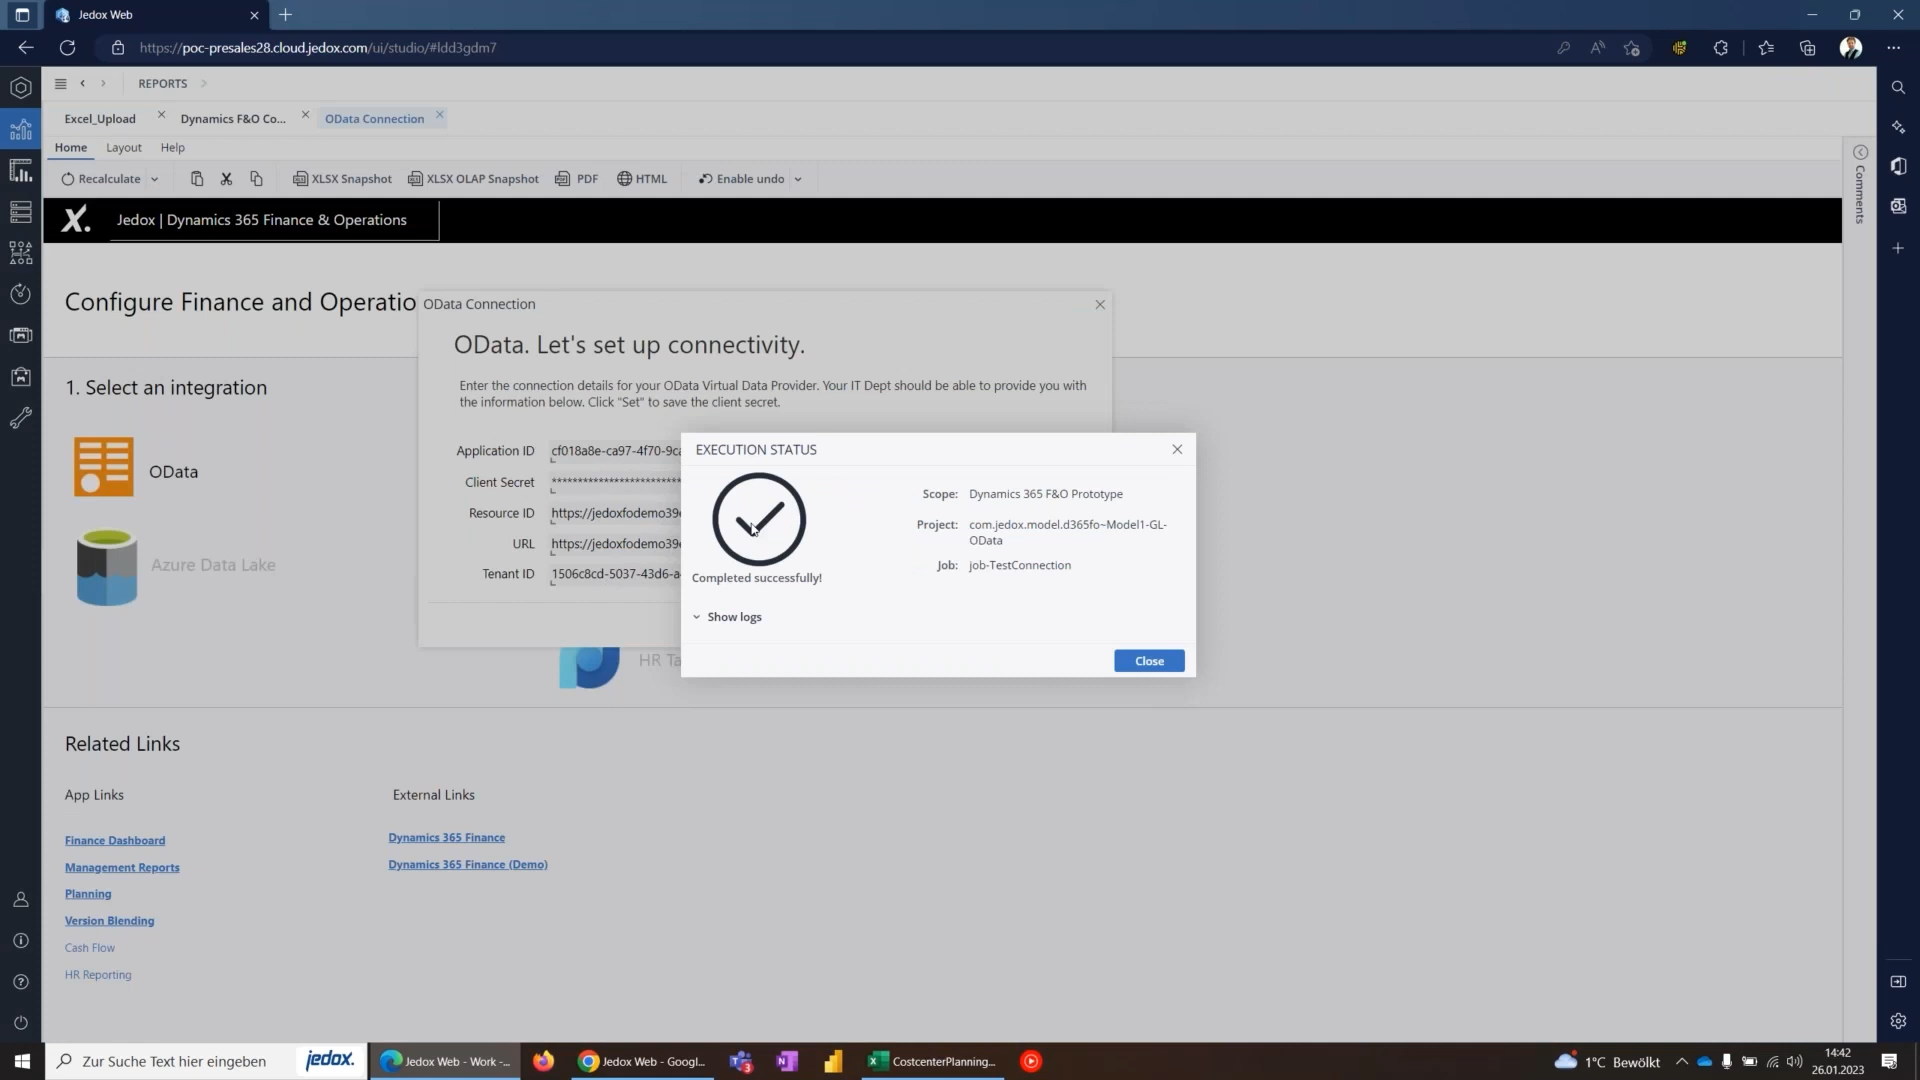 Jedox Web
https://poc-presales28.cloud.jedox.com/ui/studio/#ldd3gdm7
REPORTS
Excel_Upload
Dynamics F&O Co...
OData Connection
Home
Layout
Help
Recalculate
XLSX Snapshot
XLSX OLAP Snapshot
PDF
HTML
Enable undo
Comments
X.
Jedox | Dynamics 365 Finance & Operations
Configure Finance and Operatio
OData Connection
OData. Let's set up connectivity.
Enter the connection details for your OData Virtual Data Provider. Your IT Dept should be able to provide you with
the information below. Click "Set" to save the client secret.
1. Select an integration
OData
Azure Data Lake
Application ID
cf018a8e-ca97-4f70-9ca
Client Secret
Resource ID
https://jedoxfodemo39
URL
https://jedoxfodemo39
Tenant ID
1506c8cd-5037-43d6-a
HR Ta
EXECUTION STATUS
Completed successfully!
Scope: Dynamics 365 F&O Prototype
Project: com.jedox.model.d365fo~Model1-GL-
OData
Job: job-TestConnection
Show logs
Close
Related Links
App Links
External Links
Finance Dashboard
Management Reports
Planning
Version Blending
Cash Flow
HR Reporting
Dynamics 365 Finance
Dynamics 365 Finance (Demo)
Zur Suche Text hier eingeben
jedox.
Jedox Web - Work -...
Jedox Web - Googl...
3
CostcenterPlanning...
1°C Bewölkt
14:42
26.01.2023